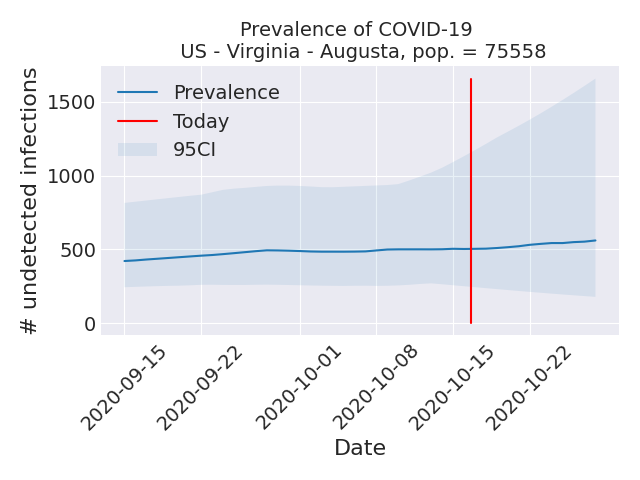 Prevalence of COVID-19
US - Virginia - Augusta, pop. = 75558
# undetected infections
1500
1000
500
0
Prevalence
Today
95CI
2020-09-15
2020-09-22
2020-10-01
2020-10-08
2020-10-15
2020-10-22
Date